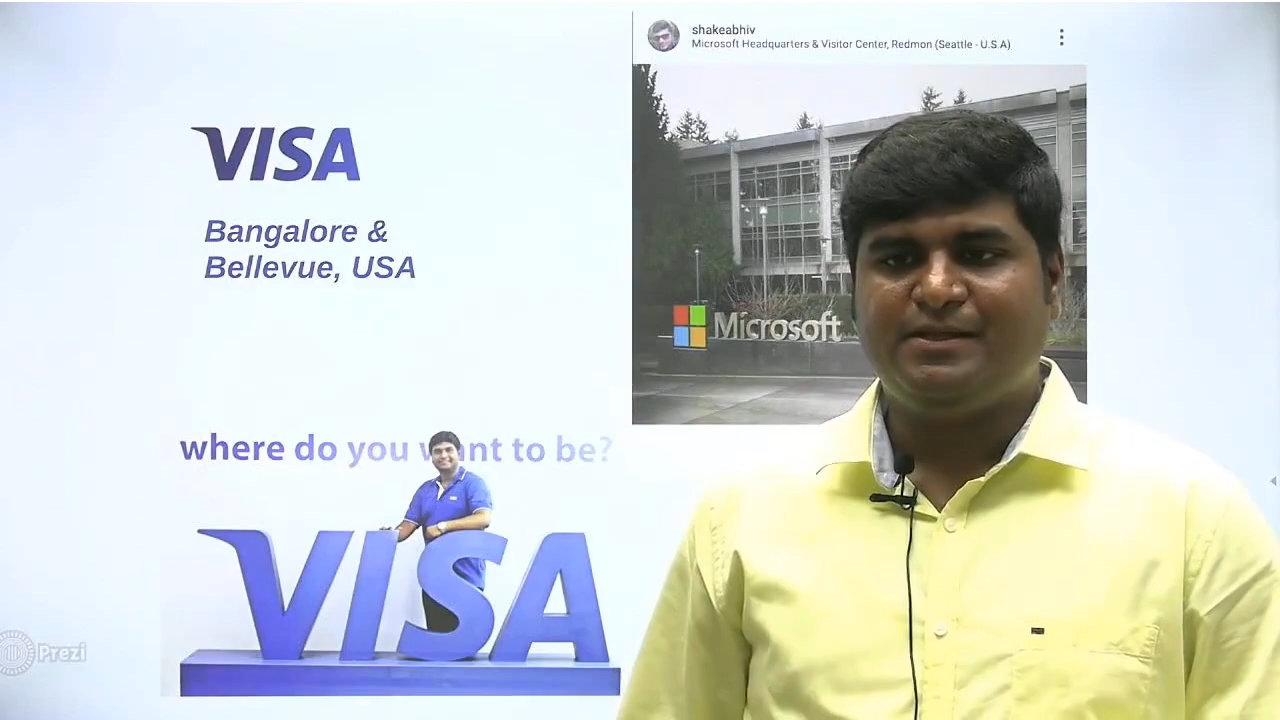 VISA
Bangalore &
Bellevue, USA
where do you want to be?
VISA
shakeabhiv
Microsoft Headquarters & Visitor Center, Redmon (Seattle - U.S.A)
Microsoft
Prezi